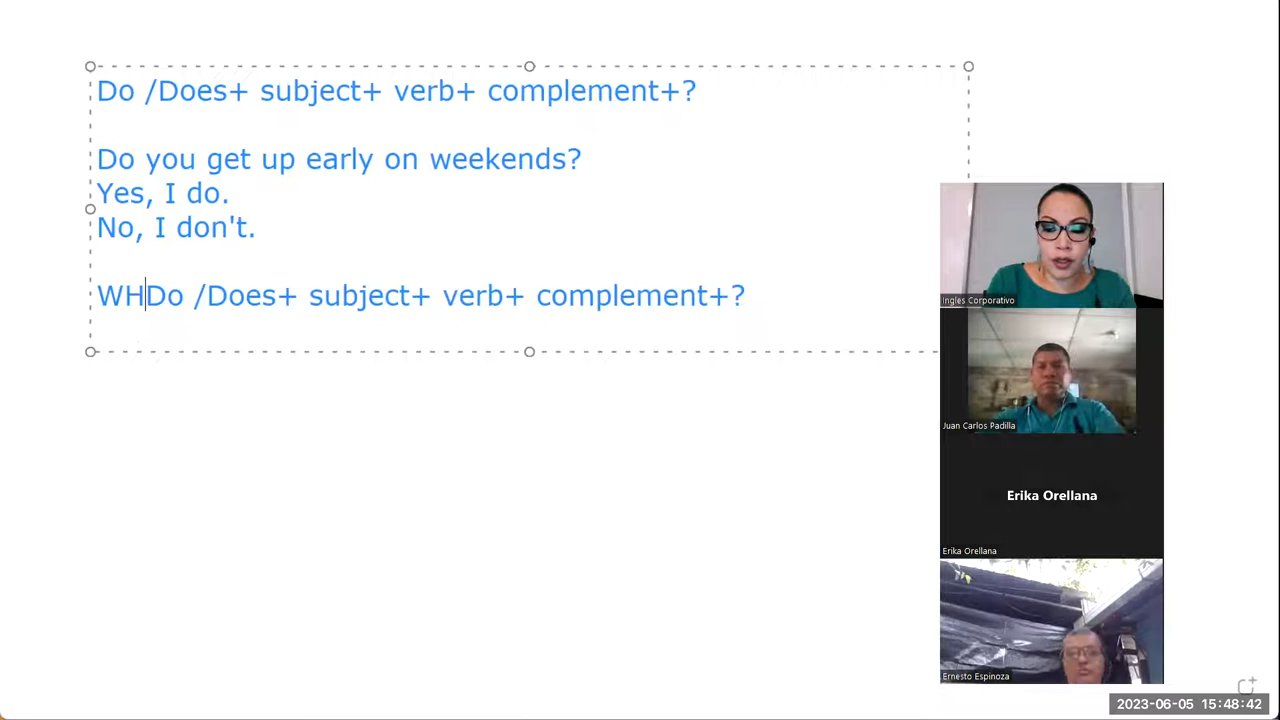 Do /Does+ subject+ verb+ complement+?
Do you get up early on weekends?
Yes, I do.
No, I don't.
WHDo /Does+ subject+ verb+ complement+?
Ingles Corporativo
Juan Carlos Padilla
Erika Orellana
Erika Orellana
Ernesto Espinoza
2023-06-05 15:48:42